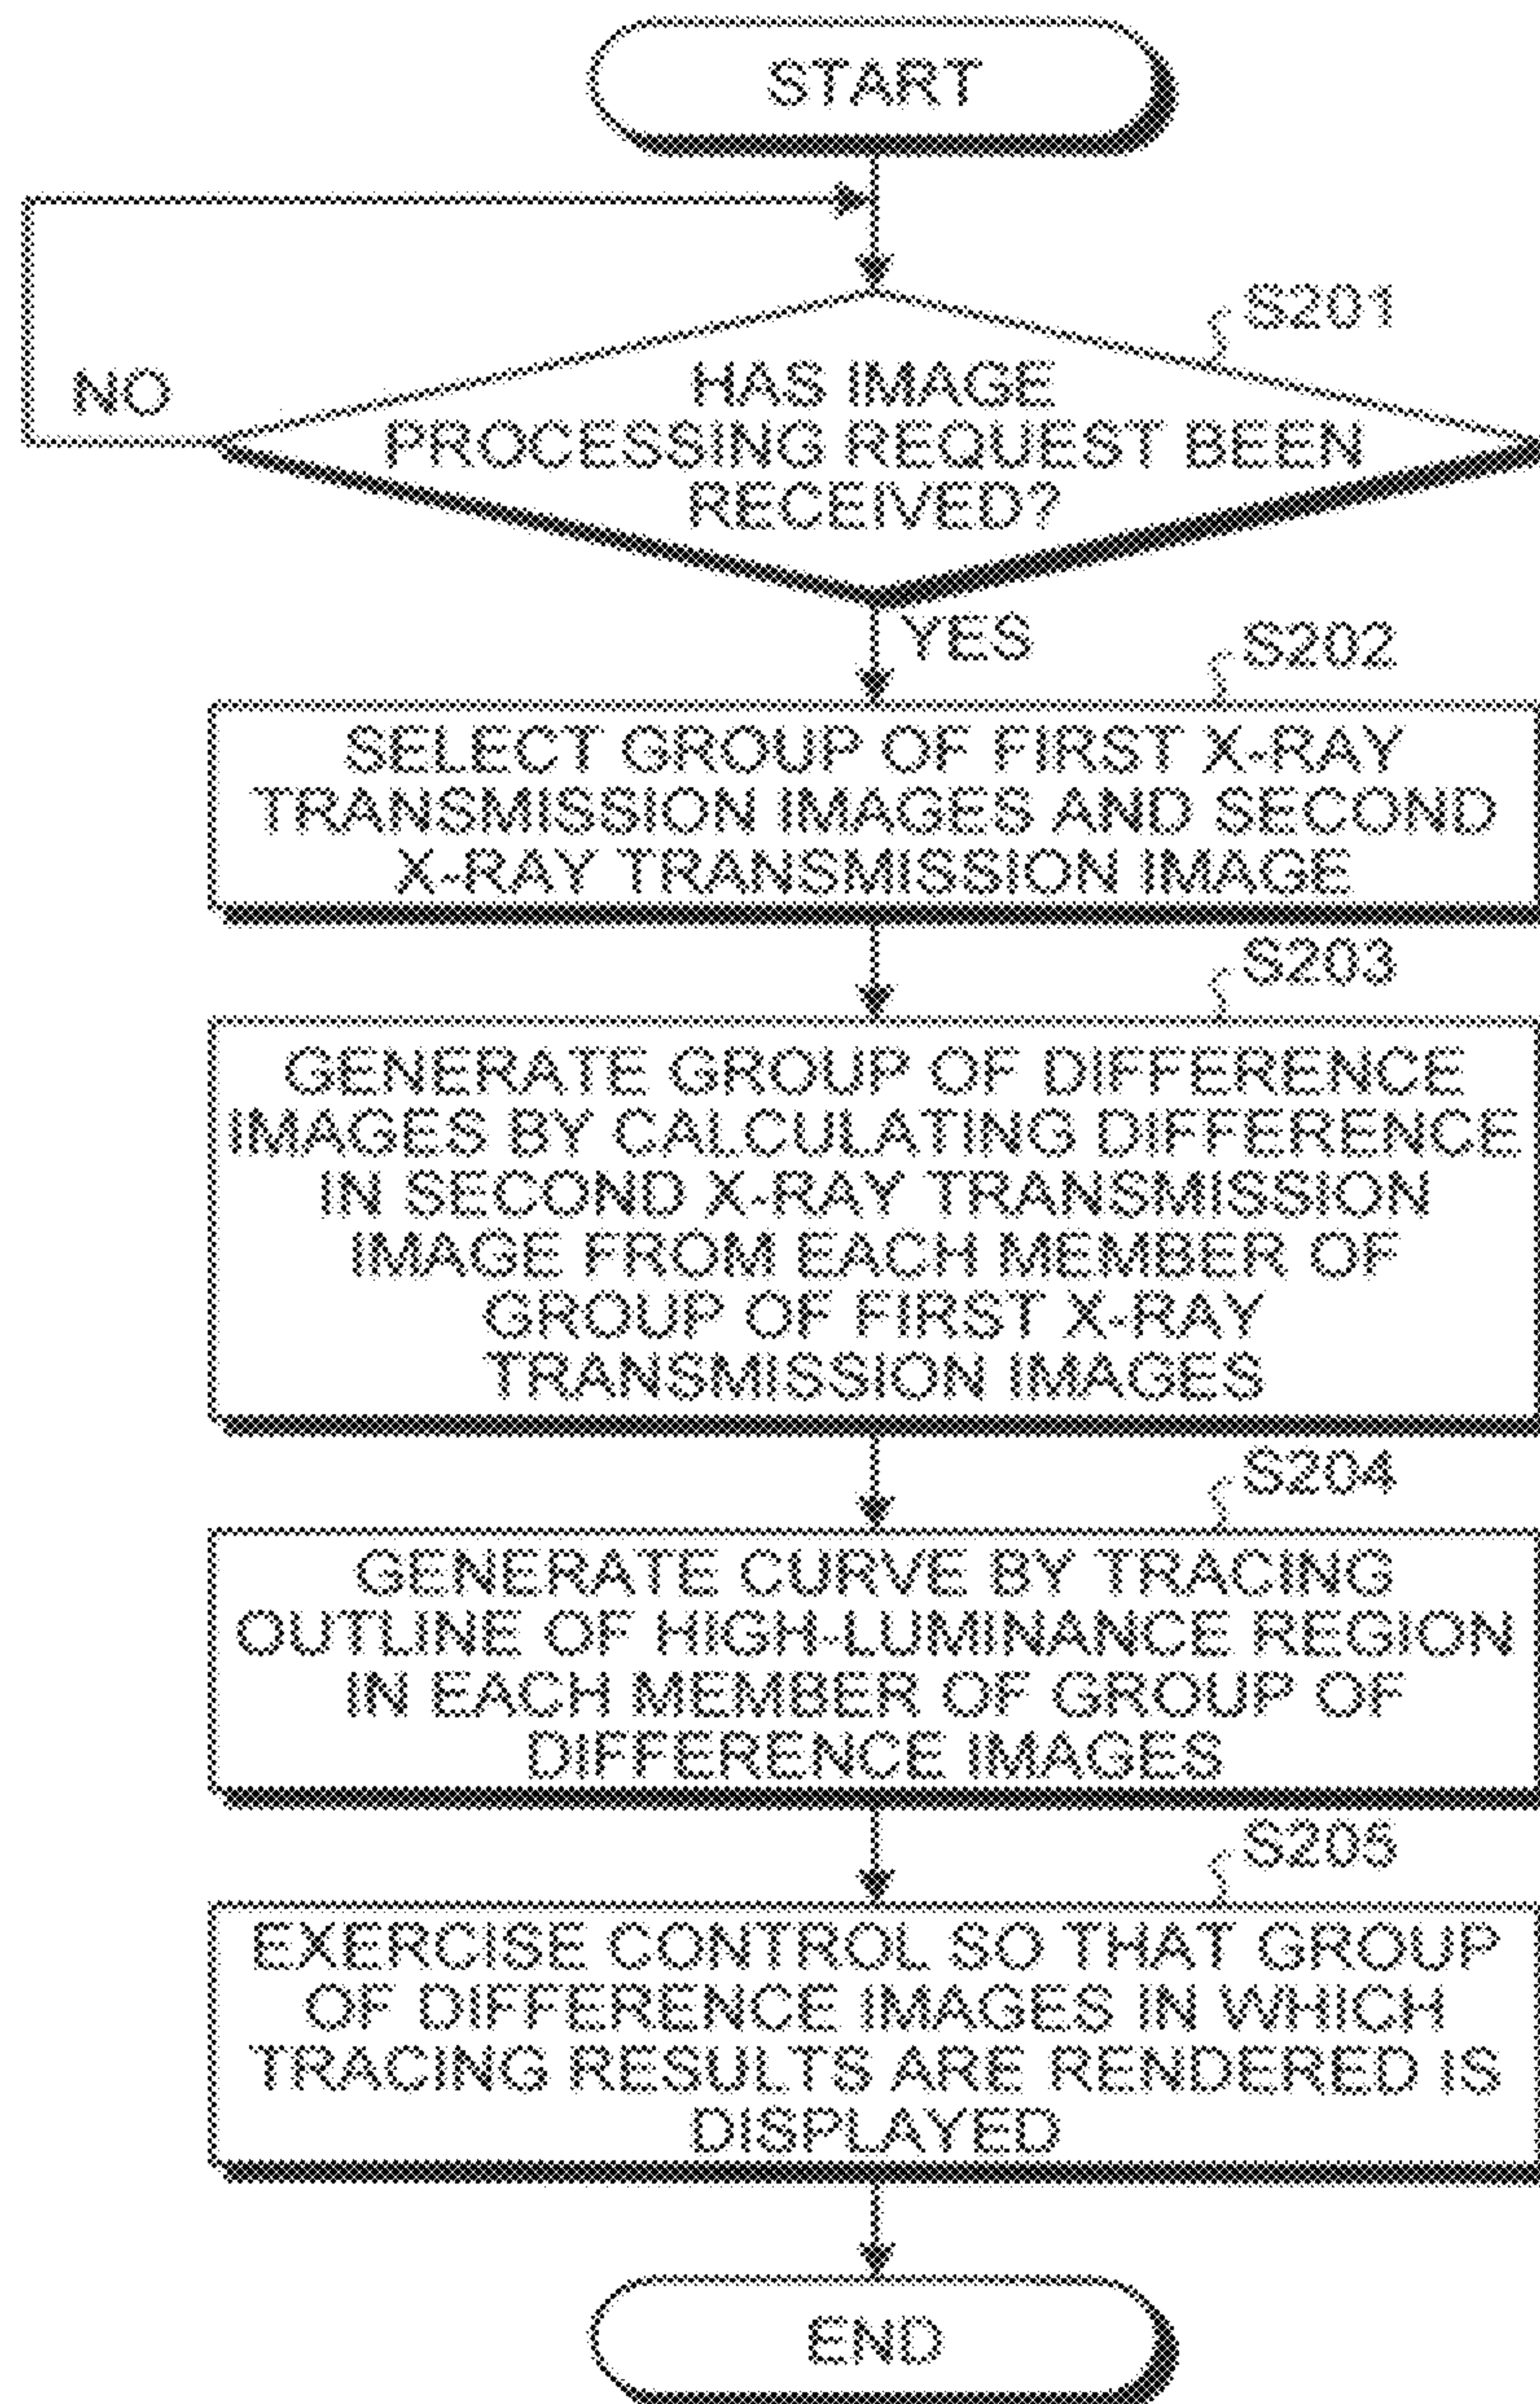 START
S201
NO
HAS IMAGE
PROCESSING REQUEST BEEN
RECEIVED?
YES
S202
SELECT GROUP OF FIRST X-RAY
TRANSMISSION IMAGES AND SECOND
X-RAY TRANSMISSION IMAGE
S203
GENERATE GROUP OF DIFFERENCE
IMAGES BY CALCULATING DIFFERENCE
IN SECOND X-RAY TRANSMISSION
IMAGE FROM EACH MEMBER OF
GROUP OF FIRST X-RAY
TRANSMISSION IMAGES
S204
GENERATE CURVE BY TRACING
OUTLINE OF HIGH-LUMINANCE REGION
IN EACH MEMBER OF GROUP OF
DIFFERENCE IMAGES
S205
EXERCISE CONTROL SO THAT GROUP
OF DIFFERENCE IMAGES IN WHICH
TRACING RESULTS ARE RENDERED IS
DISPLAYED
END